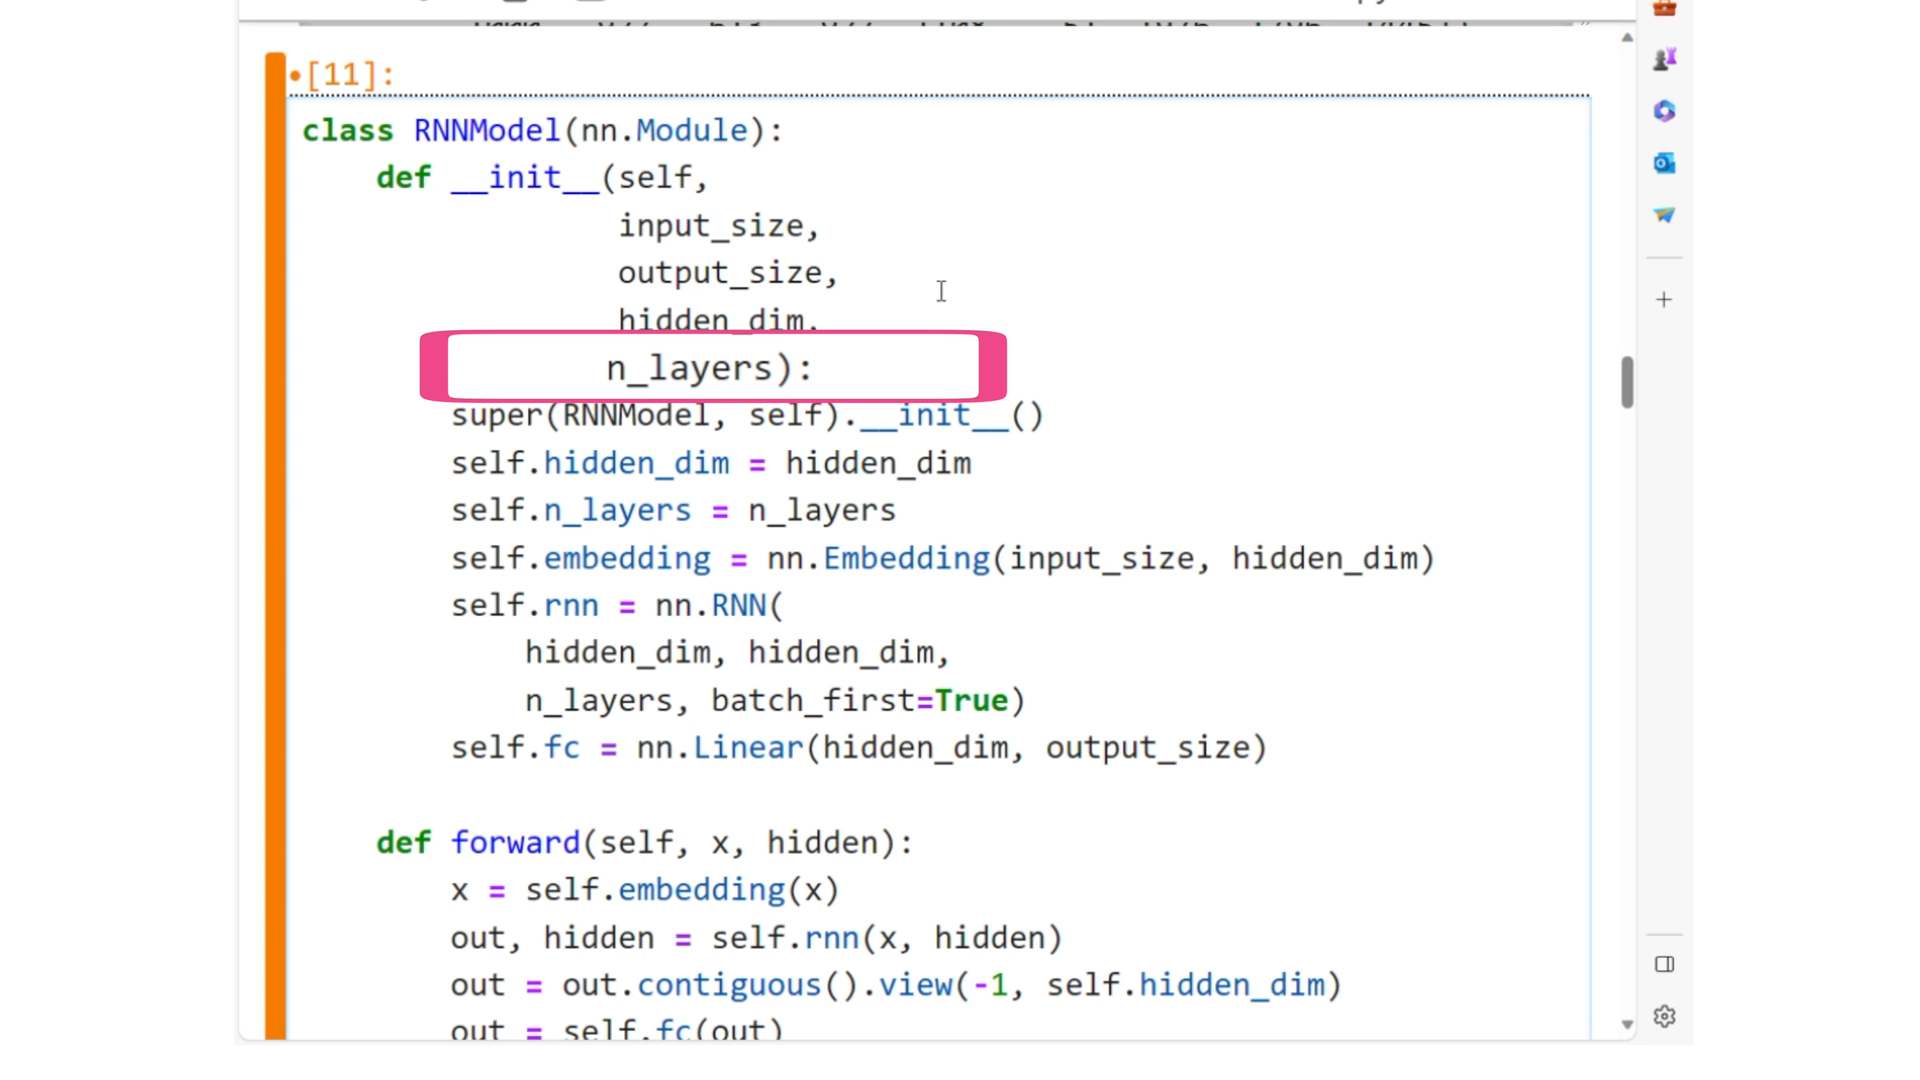 [11]:
class RNNModel(nn.Module):
def __init__(self,
input_size,
output_size,
hidden_dim,
n_layers):
super(RNNModel, self).__init__()
self.hidden_dim = hidden_dim
self.n_layers = n_layers
self.embedding = nn.Embedding(input_size, hidden_dim)
self.rnn = nn.RNN(
hidden_dim, hidden_dim,
n_layers, batch_first=True)
self.fc = nn.Linear(hidden_dim, output_size)
def forward(self, x, hidden):
x = self.embedding(x)
out, hidden = self.rnn(x, hidden)
out = out.contiguous().view(-1, self.hidden_dim)
out = self.fc(out)